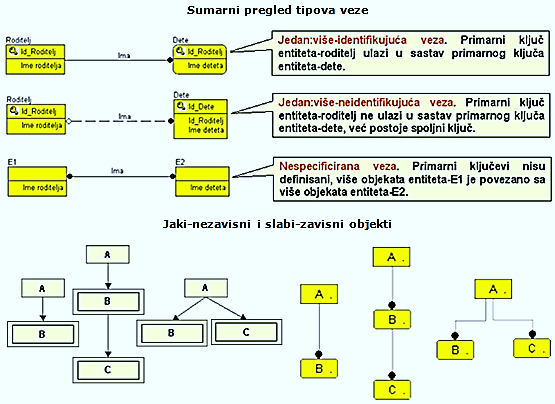 Sumarni pregled tipova veze
Roditelj
Id_Roditelj
Ime roditelja
Ima
Dete
Id_Roditelj
Ime deteta
Jedan:više-identifikujuća veza. Primarni ključ
entiteta-roditelj ulazi u sastav primarnog ključa
entiteta-dete.
Roditelj
Id_Roditelj
Ime roditelja
Ima
Dete
Id_Dete
Id_Roditelj
Ime deteta
Jedan:više-neidentifikujuća veza. Primarni ključ
entiteta-roditelj ne ulazi u sastav primarnog ključa
entiteta-dete, već postoje spoljni ključ.
E1
Ime roditelja
Ima
E2
Ime deteta
Nespecificirana veza. Primarni ključevi nisu
definisani, više objekata entiteta-E1 je povezano sa
više objekata entiteta-E2.
Jaki-nezavisni i slabi-zavisni objekti
A
B
A
B
C
A
B
C
A
B
A
B
C
A
B
C